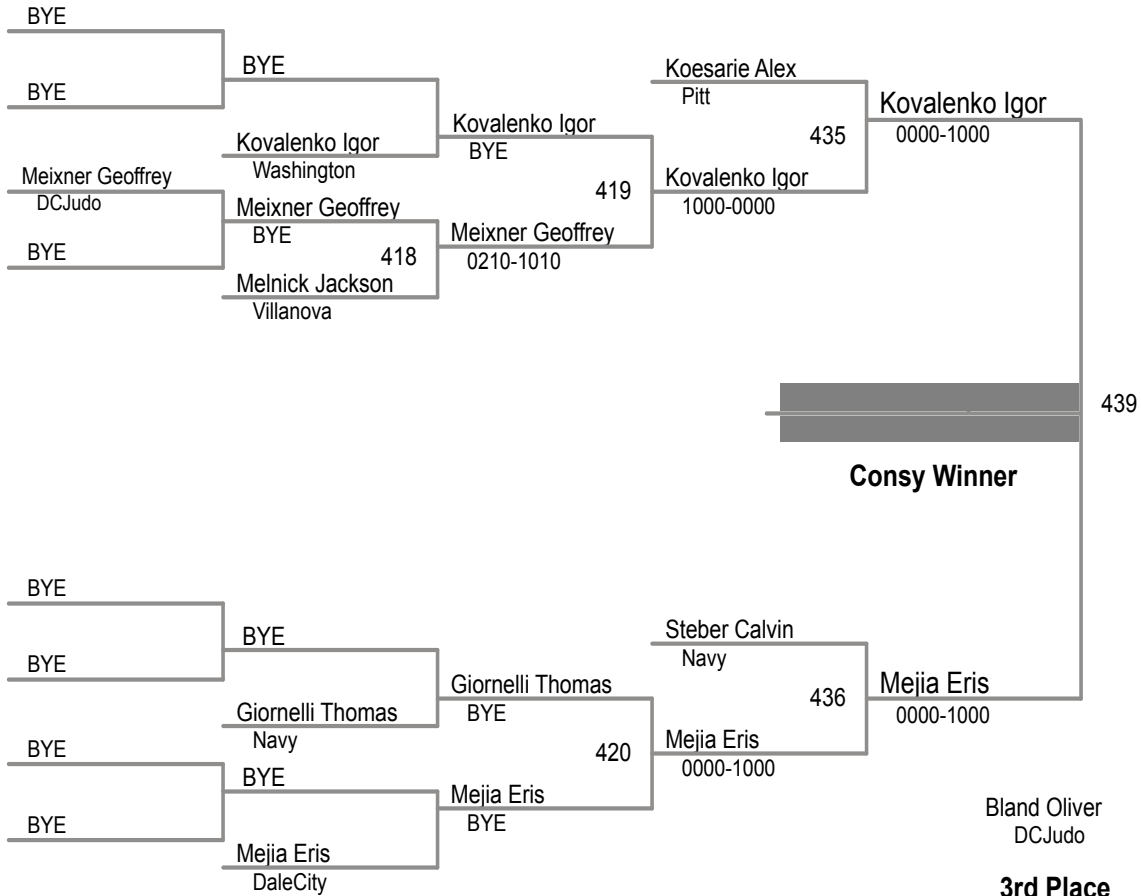 BYE
BYE
BYE
Kovalenko Igor
Washington
Kovalenko Igor
BYE
Meixner Geoffrey
DCJudo
BYE
Meixner Geoffrey
BYE
418
Melnick Jackson
Villanova
Meixner Geoffrey
0210-1010
419
Koesarie Alex
Pitt
435
Kovalenko Igor
1000-0000
Kovalenko Igor
0000-1000
439
Consy Winner
BYE
BYE
BYE
Giornelli Thomas
Navy
Giornelli Thomas
BYE
BYE
BYE
BYE
Mejia Eris
DaleCity
Mejia Eris
BYE
420
Steber Calvin
Navy
436
Mejia Eris
0000-1000
Mejia Eris
0000-1000
Bland Oliver
DCJudo
3rd Place